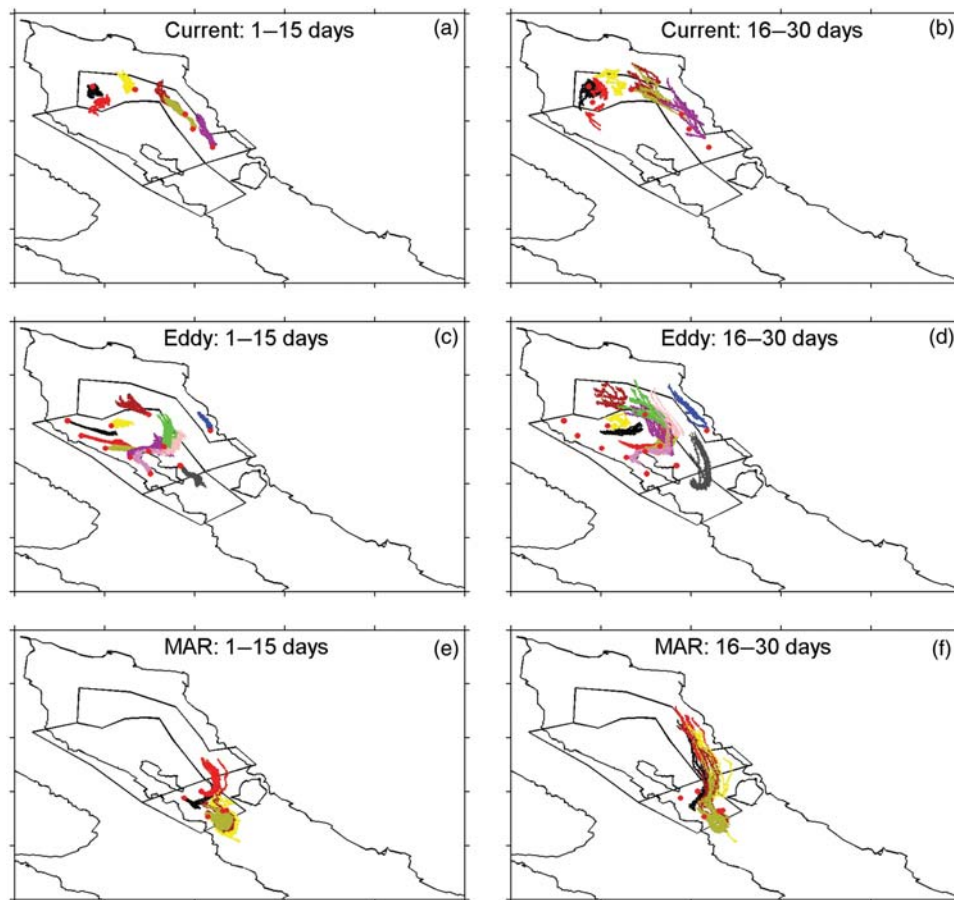 Current: 1–15 days
(a)
Current: 16–30 days
(b)
Eddy: 1–15 days
(c)
Eddy: 16–30 days
(d)
MAR: 1–15 days
(e)
MAR: 16–30 days
(f)